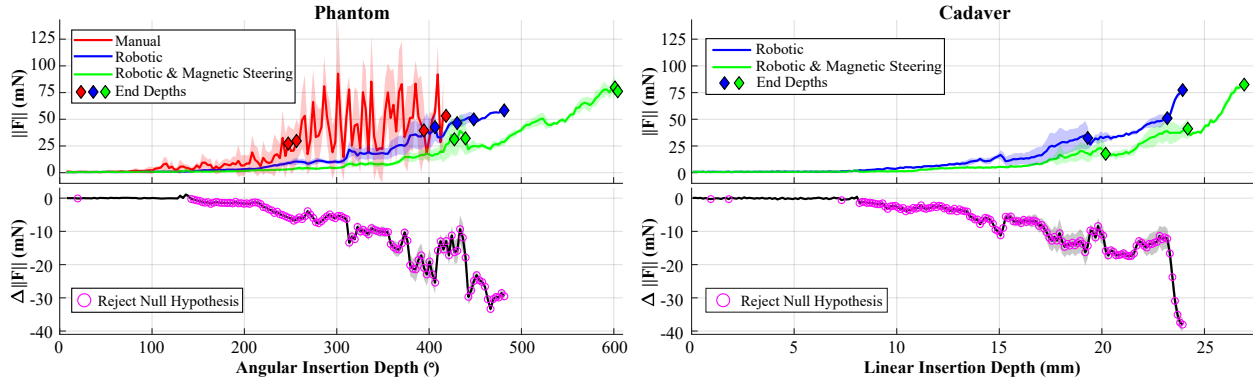 Phantom
||F|| (mN)
125
100
75
50
25
0
Manual
Robotic
Robotic & Magnetic Steering
End Depths
Δ ||F|| (mN)
0
-10
-20
-30
-40
Reject Null Hypothesis
0 100 200 300 400 500 600
Angular Insertion Depth (°)
Cadaver
||F|| (mN)
125
100
75
50
25
0
Robotic
Robotic & Magnetic Steering
End Depths
Δ ||F|| (mN)
0
-10
-20
-30
-40
Reject Null Hypothesis
0 5 10 15 20 25
Linear Insertion Depth (mm)